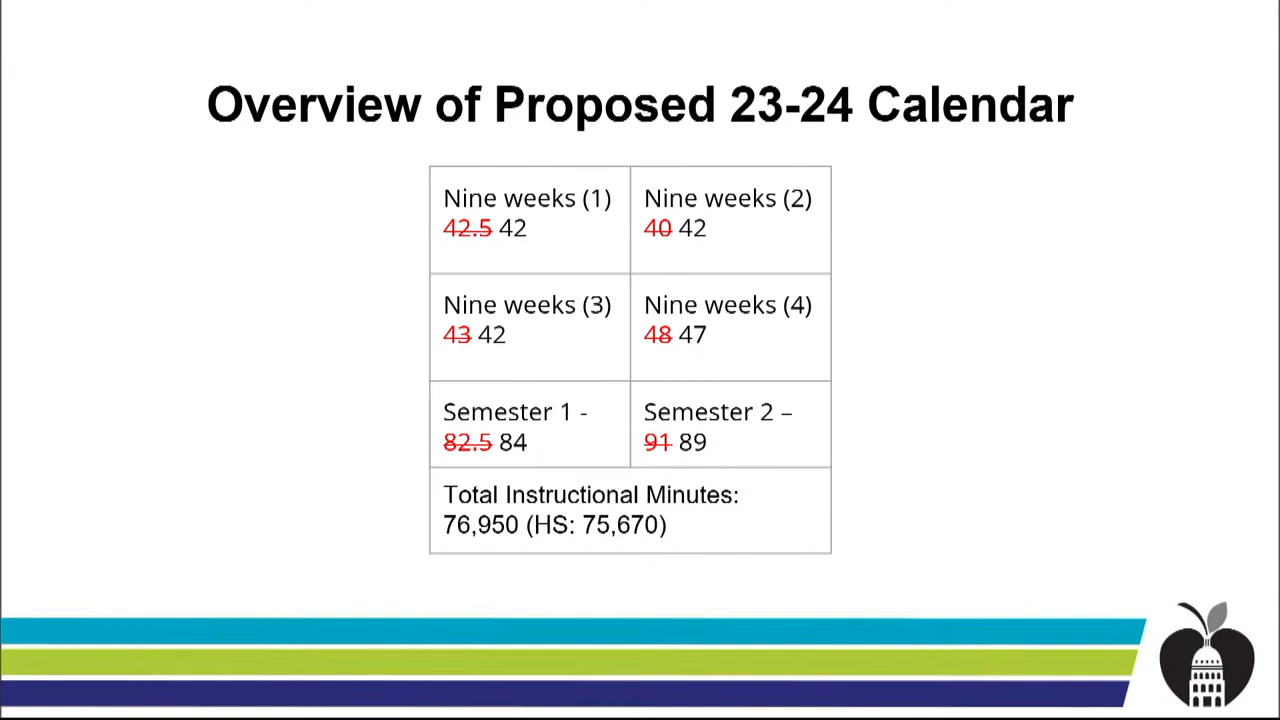 Overview of Proposed 23-24 Calendar
Nine weeks (1)
42.5 42
Nine weeks (2)
40 42
Nine weeks (3)
43 42
Nine weeks (4)
48 47
Semester 1 -
82.5 84
Semester 2 –
91 89
Total Instructional Minutes:
76,950 (HS: 75,670)